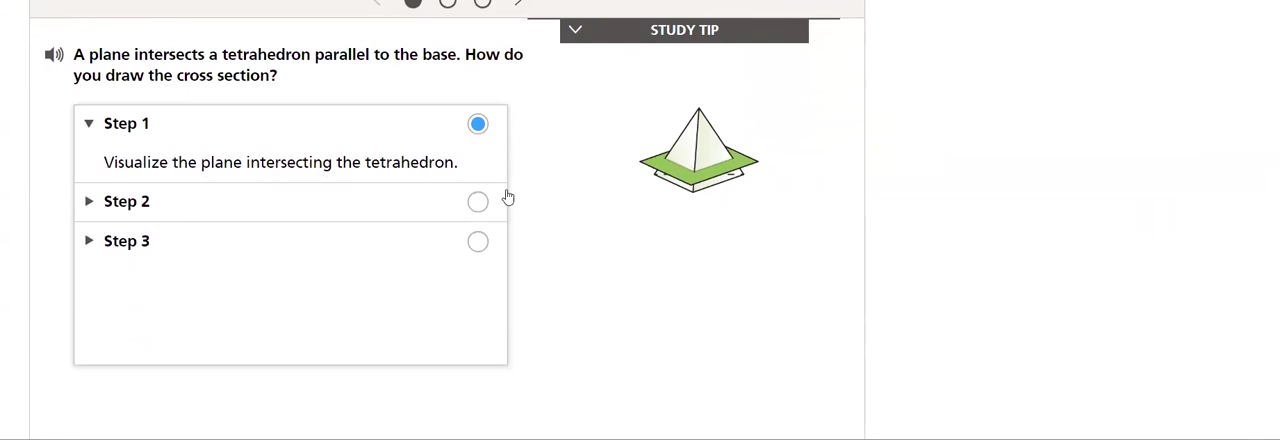 STUDY TIP
A plane intersects a tetrahedron parallel to the base. How do
you draw the cross section?
Step 1
Visualize the plane intersecting the tetrahedron.
Step 2
Step 3